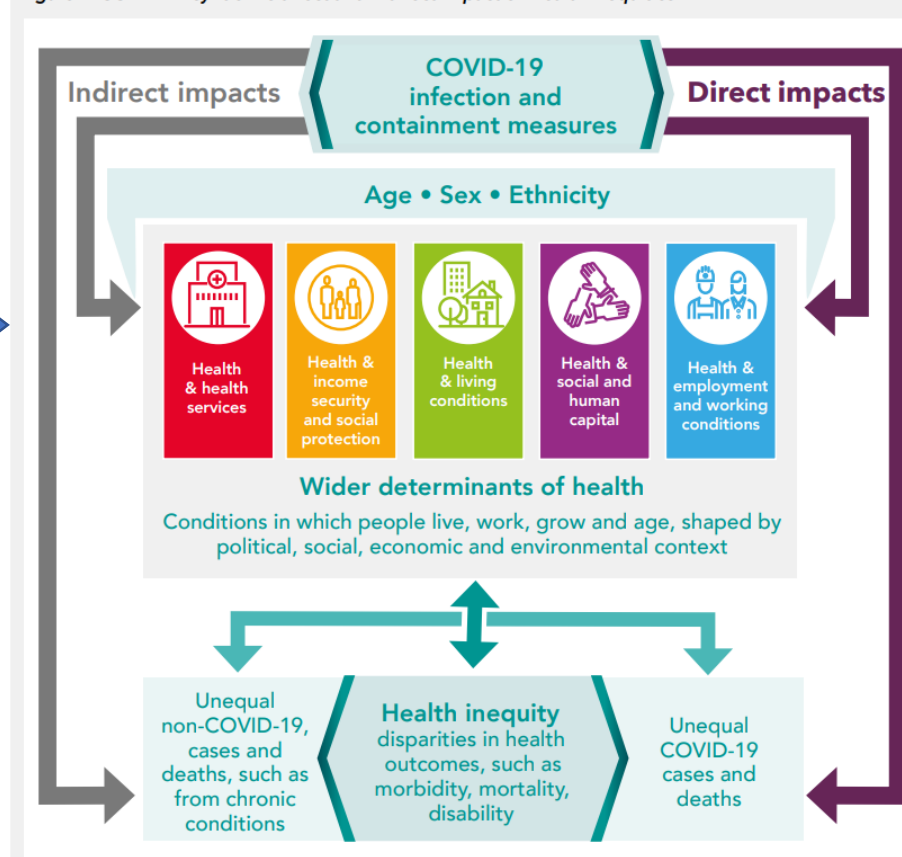 COVID-19
infection and
containment measures
Indirect impacts
Direct impacts
Age • Sex • Ethnicity
Health
& health
services
Health &
income
security
and social
protection
Health
& living
conditions
Health &
social and
human
capital
Health &
employment
and working
conditions
Wider determinants of health
Conditions in which people live, work, grow and age, shaped by
political, social, economic and environmental context
Unequal
non-COVID-19,
cases and
deaths, such as
from chronic
conditions
Health inequity
disparities in health
outcomes, such as
morbidity, mortality,
disability
Unequal
COVID-19
cases and
deaths